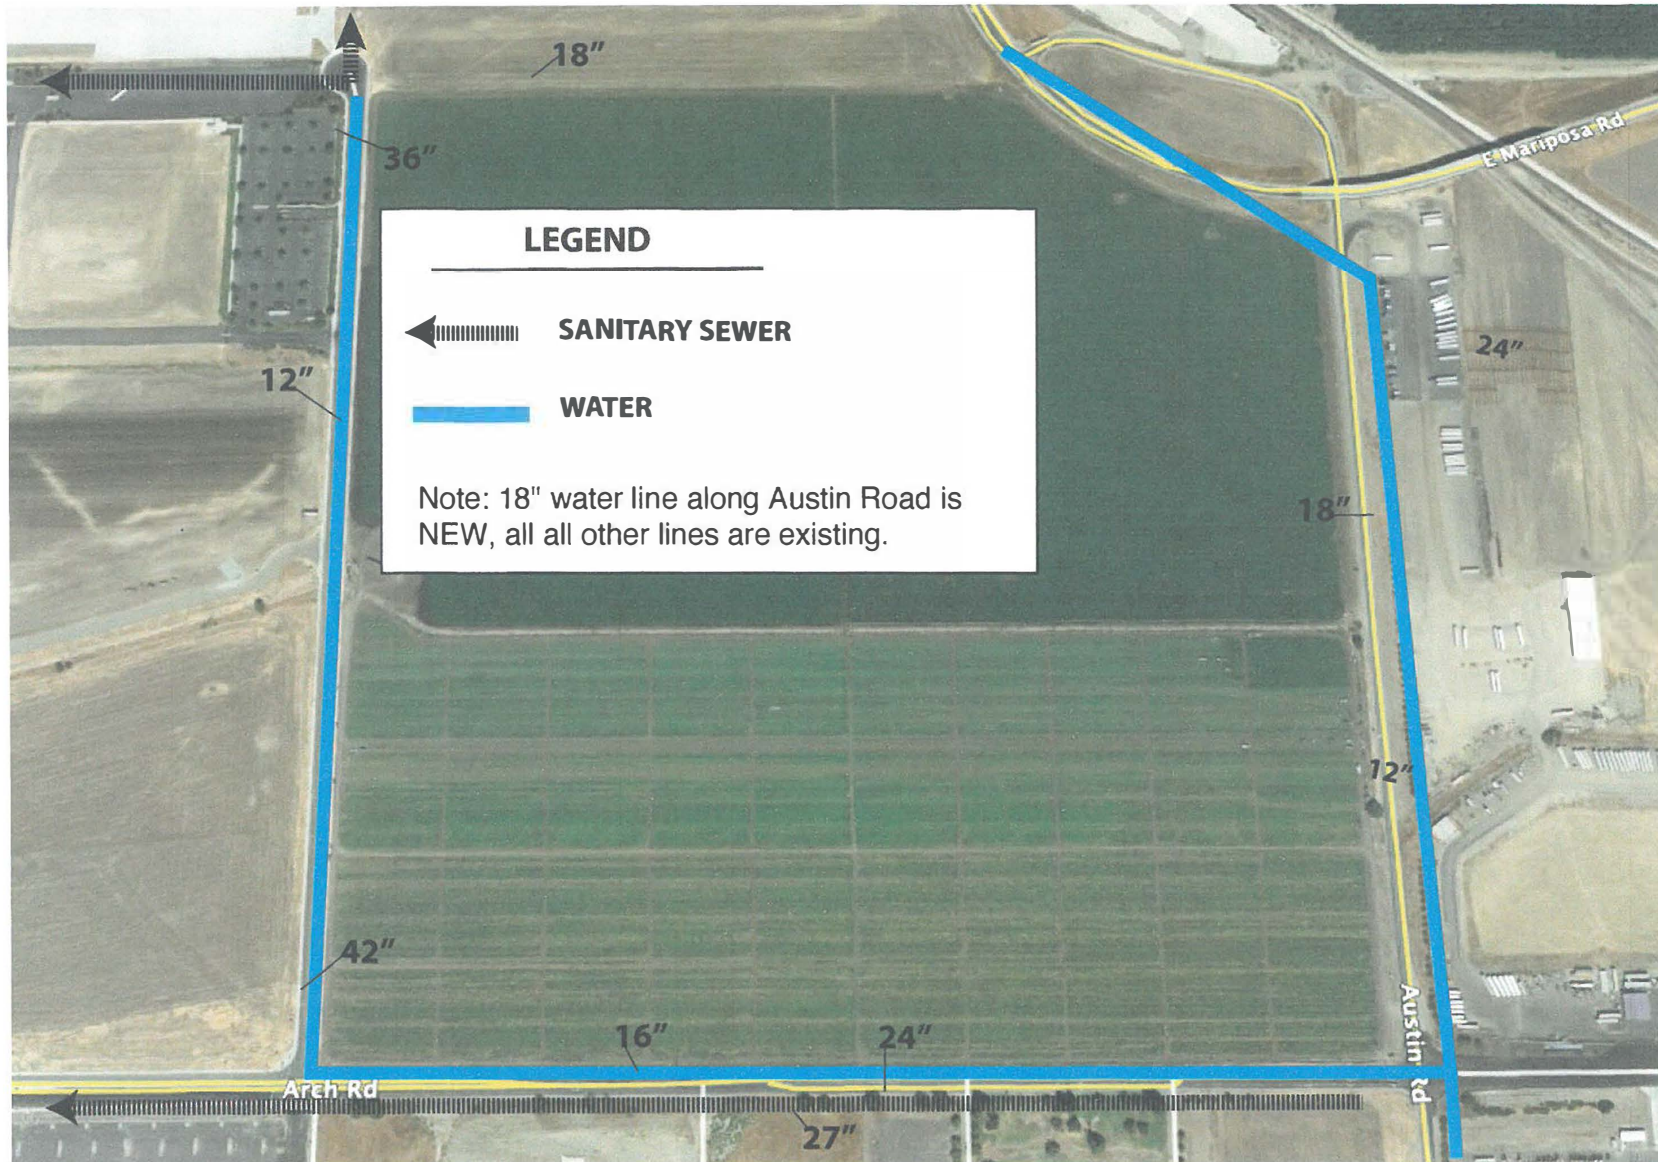 18"
36"
E Mariposa Rd
LEGEND
SANITARY SEWER
WATER
Note: 18" water line along Austin Road is
NEW, all all other lines are existing.
24"
12"
18"
12"
42"
16"
24"
Austin Rd
Arch Rd
27"